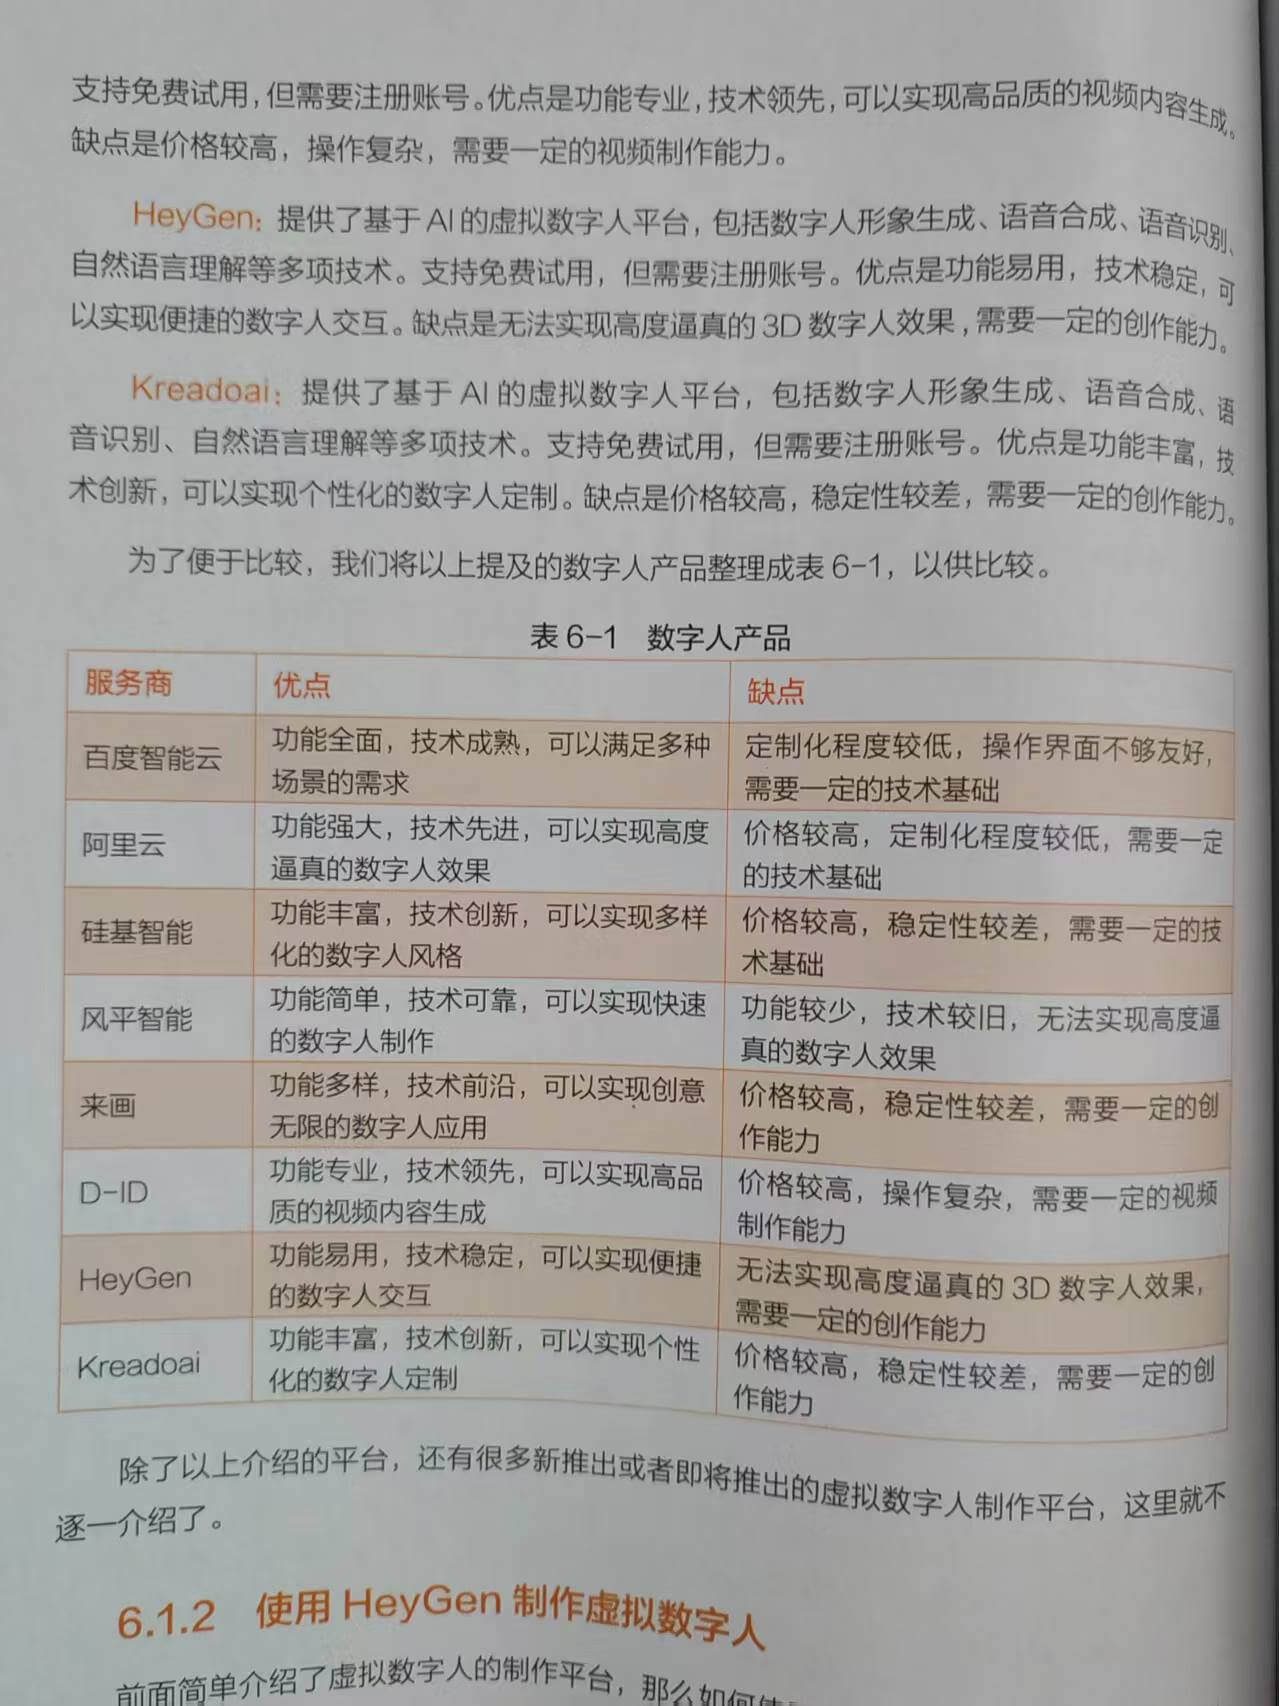 支持免费试用，但需要注册账号。优点是功能专业，技术领先，可以实现高品质的视频内容生成。
缺点是价格较高，操作复杂，需要一定的视频制作能力。
HeyGen：提供了基于 AI 的虚拟数字人平台，包括数字人形象生成、语音合成、语音识别、
自然语言理解等多项技术。支持免费试用，但需要注册账号。优点是功能易用，技术稳定，可
以实现便捷的数字人交互。缺点是无法实现高度逼真的 3D 数字人效果，需要一定的创作能力。
Kreadoai：提供了基于 AI 的虚拟数字人平台，包括数字人形象生成、语音合成、语
音识别、自然语言理解等多项技术。支持免费试用，但需要注册账号。优点是功能丰富，技
术创新，可以实现个性化的数字人定制。缺点是价格较高，稳定性较差，需要一定的创作能力。
为了便于比较，我们将以上提及的数字人产品整理成表 6-1，以供比较。
表 6-1 数字人产品
服务商 优点 缺点
百度智能云
功能全面，技术成熟，可以满足多种
场景的需求
定制化程度较低，操作界面不够友好，
需要一定的技术基础
阿里云
功能强大，技术先进，可以实现高度
逼真的数字人效果
价格较高，定制化程度较低，需要一定
的技术基础
硅基智能
功能丰富，技术创新，可以实现多样
化的数字人风格
价格较高，稳定性较差，需要一定的技
术基础
风平智能
功能简单，技术可靠，可以实现快速
的数字人制作
功能较少，技术较旧，无法实现高度逼
真的数字人效果
来画
功能多样，技术前沿，可以实现创意
无限的数字人应用
价格较高，稳定性较差，需要一定的创
作能力
D-ID
功能专业，技术领先，可以实现高品
质的视频内容生成
价格较高，操作复杂，需要一定的视频
制作能力
HeyGen
功能易用，技术稳定，可以实现便捷
的数字人交互
无法实现高度逼真的 3D 数字人效果，
需要一定的创作能力
Kreadoai
功能丰富，技术创新，可以实现个性
化的数字人定制
价格较高，稳定性较差，需要一定的创
作能力
除了以上介绍的平台，还有很多新推出或者即将推出的虚拟数字人制作平台，这里就不
逐一介绍了。
6.1.2 使用 HeyGen 制作虚拟数字人
前面简单介绍了虚拟数字人的制作平台，那么如何